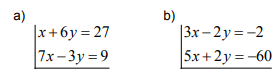 a)
x + 6y = 27
7x – 3y = 9
b)
3x – 2y = –2
5x + 2y = –60